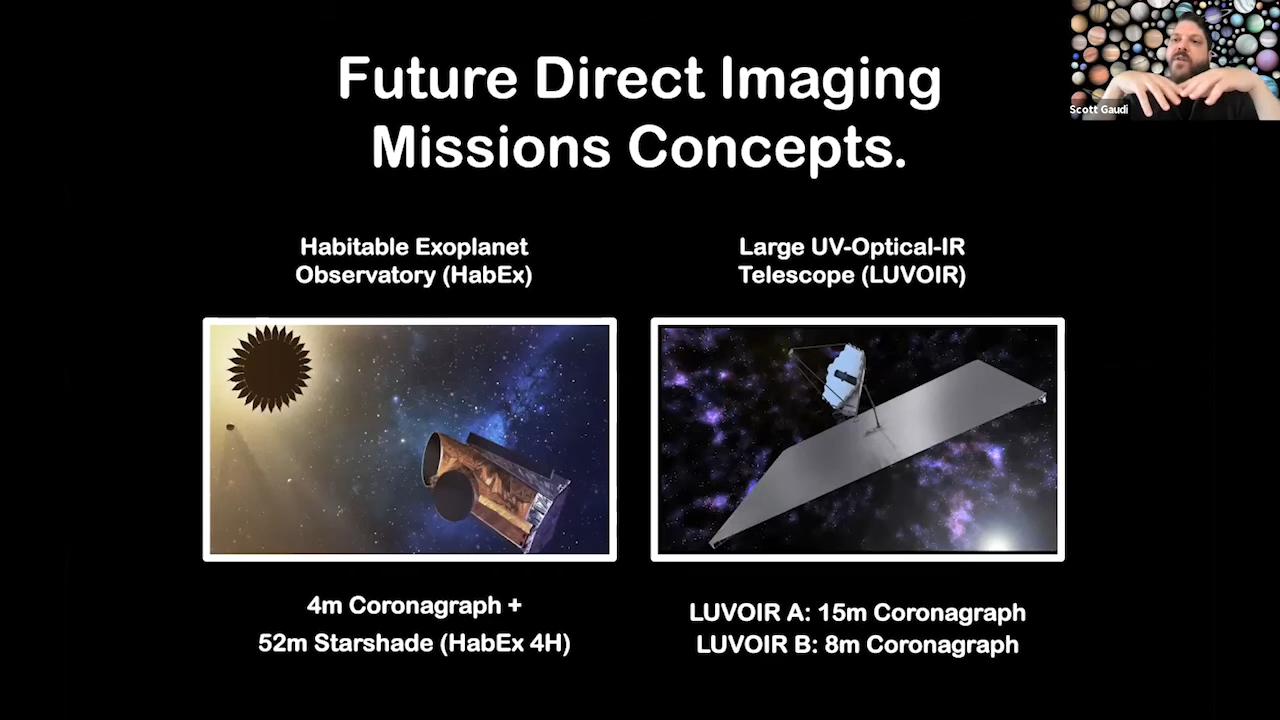 Future Direct Imaging
Missions Concepts.
Scott Gaudi
Habitable Exoplanet
Observatory (HabEx)
Large UV-Optical-IR
Telescope (LUVOIR)
4m Coronagraph +
52m Starshade (HabEx 4H)
LUVOIR A: 15m Coronagraph
LUVOIR B: 8m Coronagraph